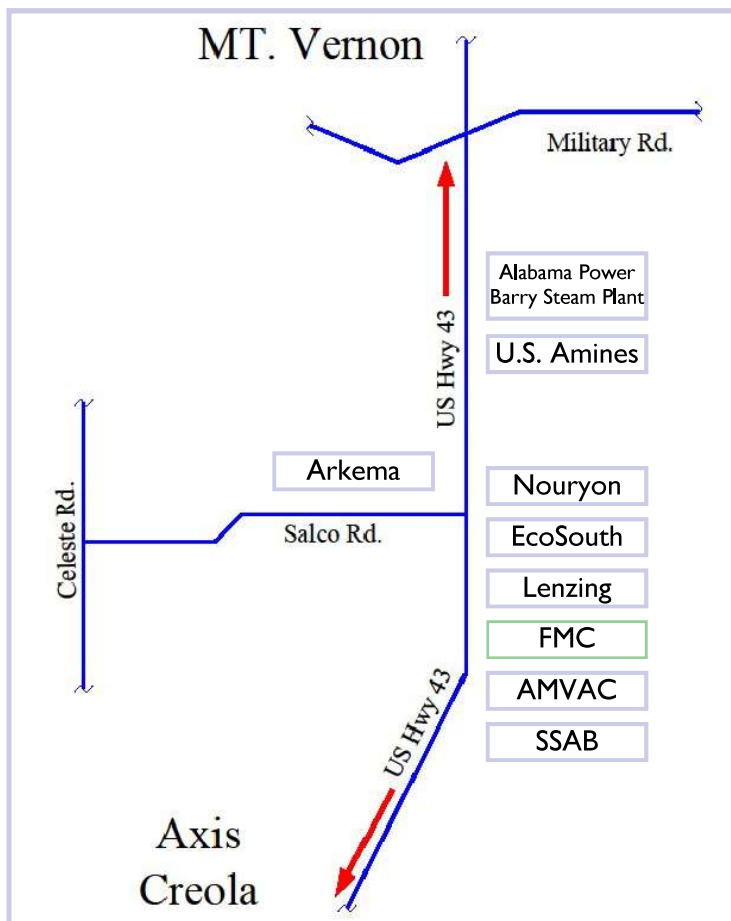 MT. Vernon
Military Rd.
Alabama Power
Barry Steam Plant
US Hwy 43
U.S. Amines
Arkema
Nouryon
Celeste Rd.
Salco Rd.
EcoSouth
Lenzing
FMC
US Hwy 43
AMVAC
SSAB
Axis
Creola